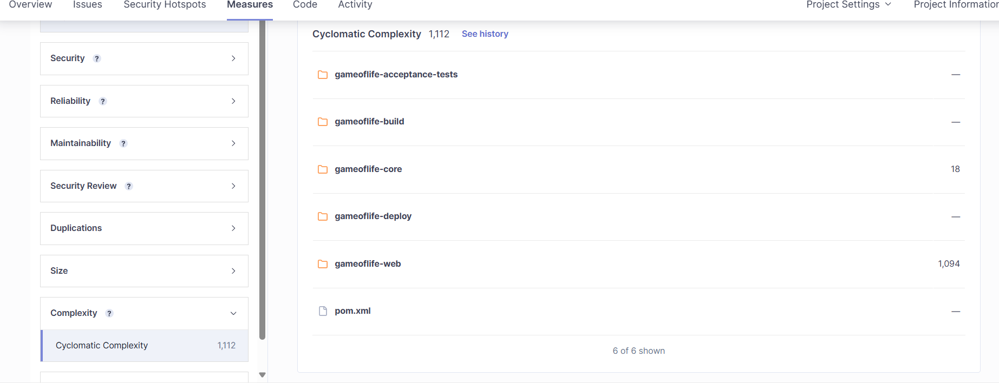 Overview Issues Security Hotspots Measures Code Activity Project Settings Project Information
Security ?
Reliability ?
Maintainability ?
Security Review ?
Duplications
Size
Complexity ?
Cyclomatic Complexity 1,112
Cyclomatic Complexity 1,112 See history
gameoflife-acceptance-tests —
gameoflife-build —
gameoflife-core 18
gameoflife-deploy —
gameoflife-web 1,094
pom.xml —
6 of 6 shown